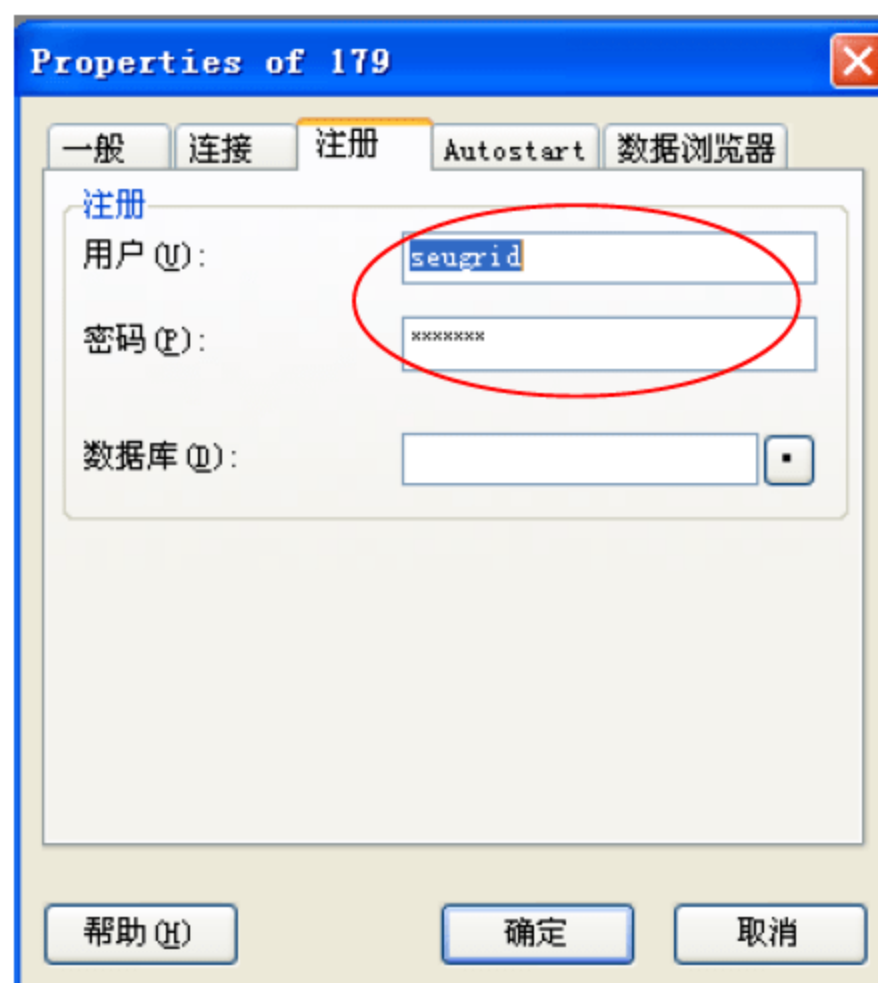 Properties of 179
一般 连接 注册 Autostart 数据浏览器
注册
用户(U): seugrid
密码(P): *******
数据库(D):
帮助(H) 确定 取消